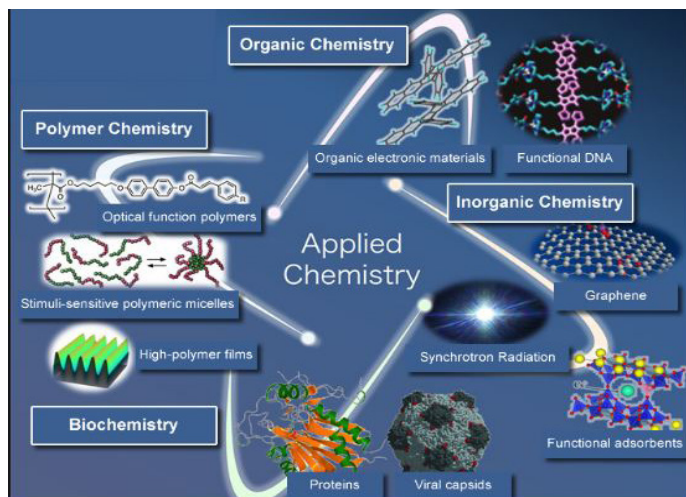 Organic Chemistry
Organic electronic materials
Functional DNA
Polymer Chemistry
Optical function polymers
Stimuli-sensitive polymeric micelles
High-polymer films
Applied
Chemistry
Inorganic Chemistry
Graphene
Synchrotron Radiation
Functional adsorbents
Biochemistry
Proteins
Viral capsids